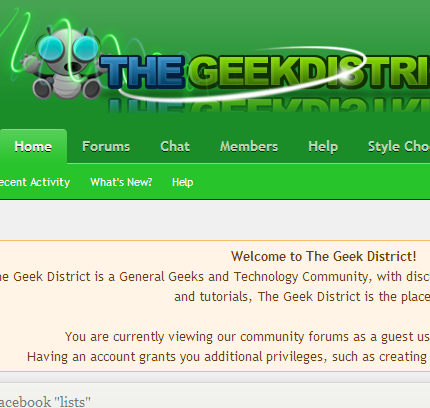 THE GEEKDISTRI
Home Forums Chat Members Help Style Cho
ecent Activity What's New? Help
Welcome to The Geek District!
he Geek District is a General Geeks and Technology Community, with disc
and tutorials, The Geek District is the place
You are currently viewing our community forums as a guest us
Having an account grants you additional privileges, such as creating
acebook "lists"